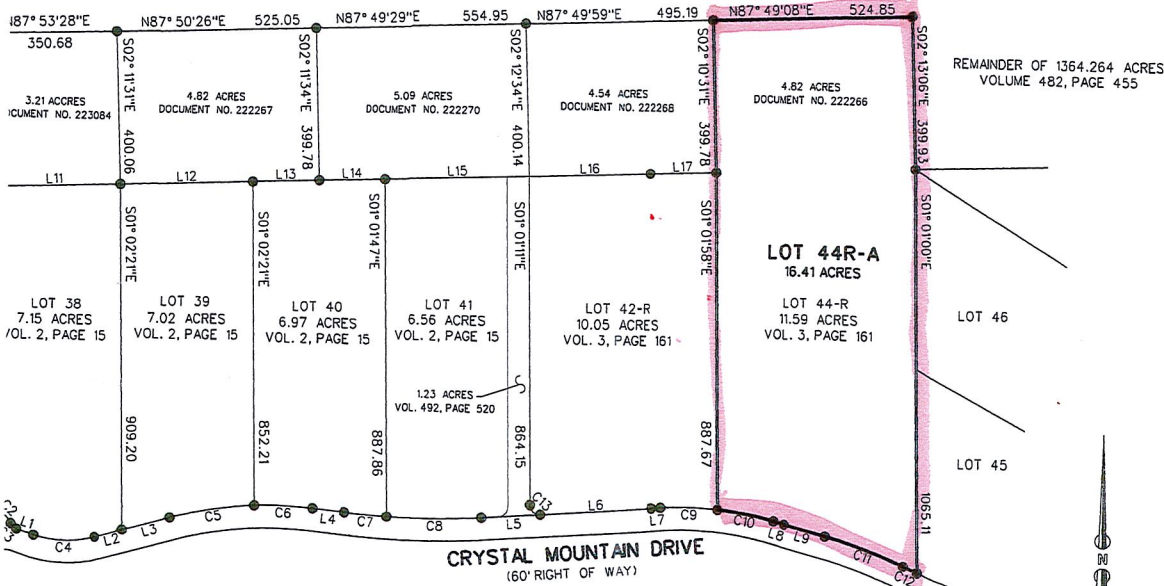 N87° 53'28"E
350.68
N87° 50'26"E
525.05
N87° 49'29"E
554.95
N87° 49'59"E
495.19
N87° 49'08"E
524.85
S02° 11'31"E
400.06
S02° 11'34"E
399.78
S02° 12'34"E
400.14
S02° 10'31"E
399.78
S02° 13'06"E
399.93
3.21 ACCRES
DOCUMENT NO. 223084
4.82 ACRES
DOCUMENT NO. 222267
5.09 ACRES
DOCUMENT NO. 222270
4.54 ACRES
DOCUMENT NO. 222268
4.82 ACRES
DOCUMENT NO. 222266
REMAINDER OF 1364.264 ACRES
VOLUME 482, PAGE 455
L11
L12
L13
L14
L15
L16
L17
S01° 02'21"E
909.20
S01° 02'21"E
852.21
S01° 01'47"E
887.86
S01° 01'11"E
864.15
S01° 01'58"E
887.67
S01° 01'00"E
1065.11
LOT 38
7.15 ACRES
VOL. 2, PAGE 15
LOT 39
7.02 ACRES
VOL. 2, PAGE 15
LOT 40
6.97 ACRES
VOL. 2, PAGE 15
LOT 41
6.56 ACRES
VOL. 2, PAGE 15
1.23 ACRES
VOL. 492, PAGE 520
LOT 42-R
10.05 ACRES
VOL. 3, PAGE 161
LOT 44R-A
16.41 ACRES
LOT 44-R
11.59 ACRES
VOL. 3, PAGE 161
LOT 46
LOT 45
L1
C4
L2
L3
C5
C6
L4
C7
C8
L5
C13
L6
L7
C9
C10
L8
L9
C11
C12
CRYSTAL MOUNTAIN DRIVE
(60' RIGHT OF WAY)
N